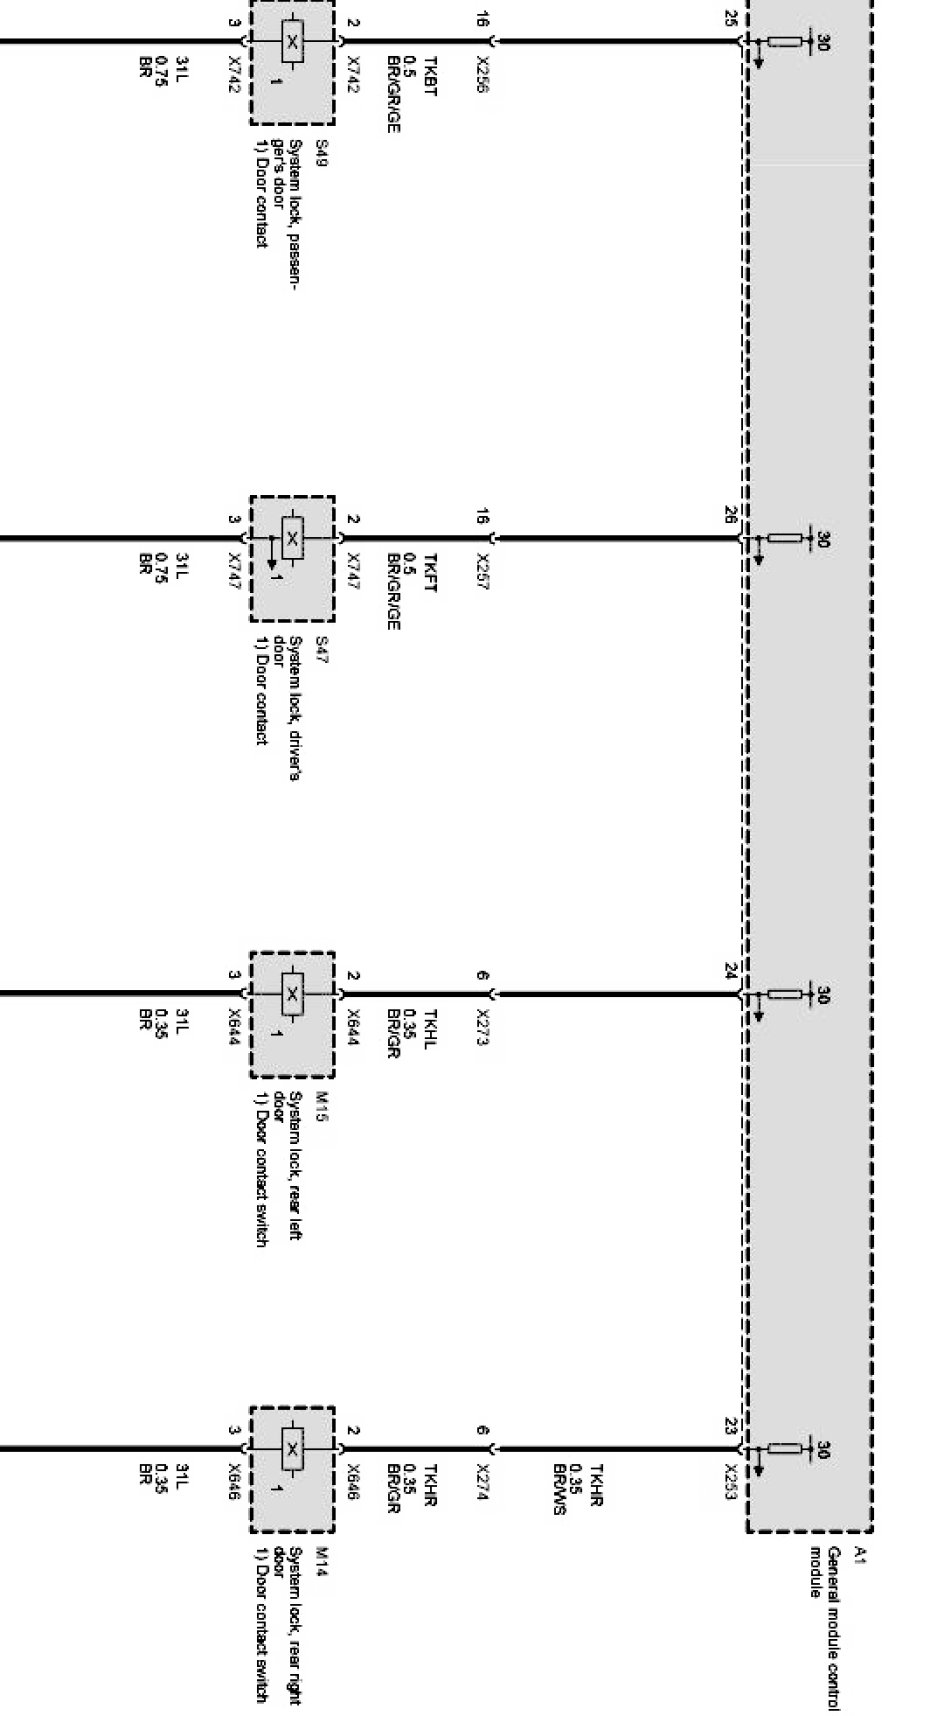 A1
General module control
module
30
30
30
30
25
26
24
23
X253
TKHR
0.35
BR/WS
16
X256
16
X257
6
X273
6
X274
TKBT
0.5
BR/GR/GE
TKFT
0.5
BR/GR/GE
TKHL
0.35
BR/GR
TKHR
0.35
BR/GR
2
X742
2
X747
2
X644
2
X646
S49
System lock, passen-
ger's door
1) Door contact
1
S47
System lock, driver's
door
1) Door contact
1
M15
System lock, rear left
door
1) Door contact switch
1
M14
System lock, rear right
door
1) Door contact switch
1
3
X742
3
X747
3
X644
3
X646
31L
0.75
BR
31L
0.75
BR
31L
0.35
BR
31L
0.35
BR